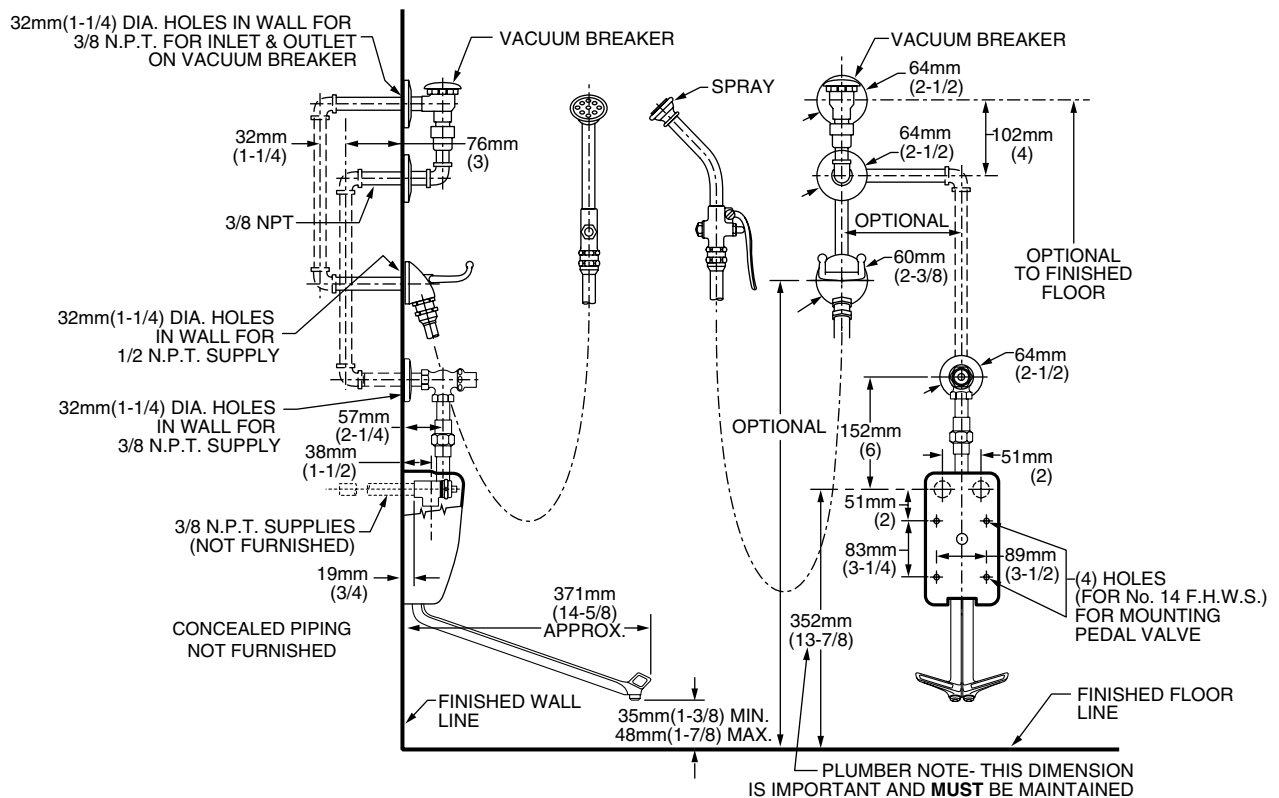 32mm(1-1/4) DIA. HOLES IN WALL FOR
3/8 N.P.T. FOR INLET & OUTLET
ON VACUUM BREAKER
VACUUM BREAKER
32mm
(1-1/4)
76mm
(3)
3/8 NPT
32mm(1-1/4) DIA. HOLES
IN WALL FOR
1/2 N.P.T. SUPPLY
32mm(1-1/4) DIA. HOLES
IN WALL FOR
3/8 N.P.T. SUPPLY
57mm
(2-1/4)
38mm
(1-1/2)
3/8 N.P.T. SUPPLIES
(NOT FURNISHED)
19mm
(3/4)
CONCEALED PIPING
NOT FURNISHED
371mm
(14-5/8)
APPROX.
FINISHED WALL
LINE
35mm(1-3/8) MIN.
48mm(1-7/8) MAX.
SPRAY
VACUUM BREAKER
64mm
(2-1/2)
64mm
(2-1/2)
102mm
(4)
OPTIONAL
OPTIONAL
TO FINISHED
FLOOR
60mm
(2-3/8)
64mm
(2-1/2)
OPTIONAL
152mm
(6)
51mm
(2)
51mm
(2)
83mm
(3-1/4)
89mm
(3-1/2)
(4) HOLES
(FOR No. 14 F.H.W.S.)
FOR MOUNTING
PEDAL VALVE
352mm
(13-7/8)
FINISHED FLOOR
LINE
PLUMBER NOTE- THIS DIMENSION
IS IMPORTANT AND MUST BE MAINTAINED